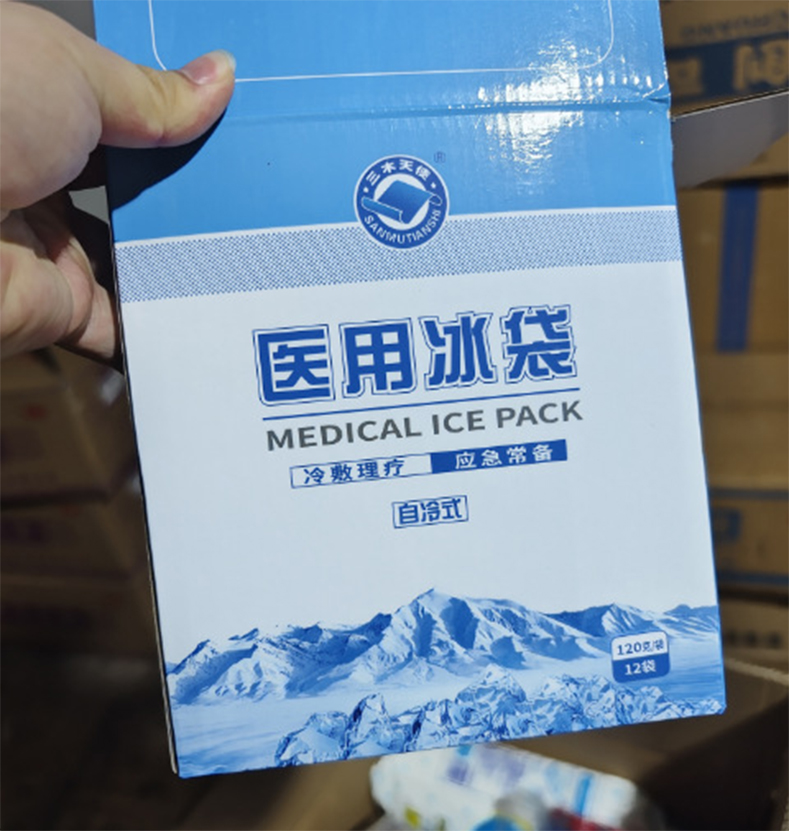 三木天使
®
SANMUTIANSHI
医用冰袋
MEDICAL ICE PACK
冷敷理疗 应急常备
自冷式
120克/袋
12袋